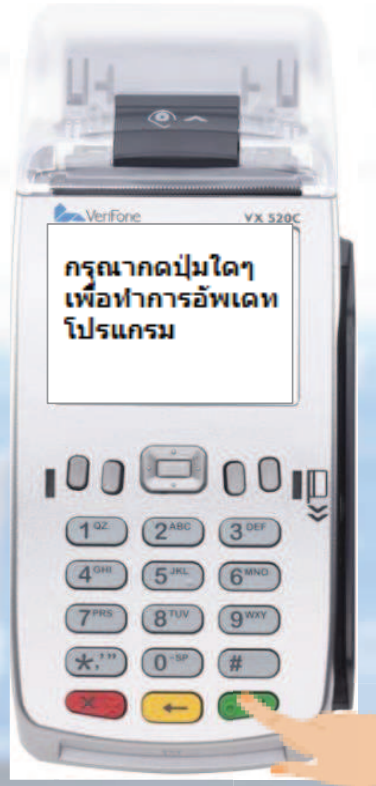 VeriFone VX 520C
กรุณากดปุ่มใดๆ
เพื่อทำการอัพเดท
โปรแกรม
1 QZ 2 ABC 3 DEF
4 GHI 5 JKL 6 MNO
7 PRS 8 TUV 9 WXY
*,'" 0 -SP #